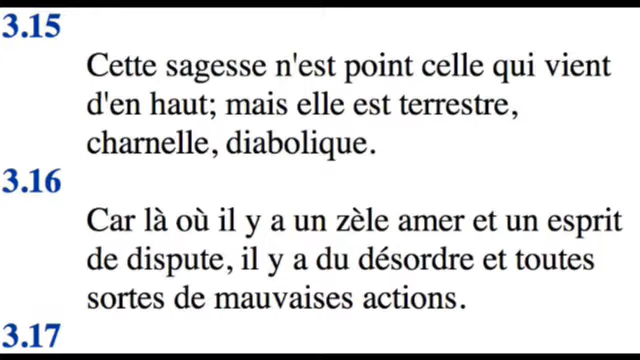 3.15
Cette sagesse n'est point celle qui vient
d'en haut; mais elle est terrestre,
charnelle, diabolique.
3.16
Car là où il y a un zèle amer et un esprit
de dispute, il y a du désordre et toutes
sortes de mauvaises actions.
3.17